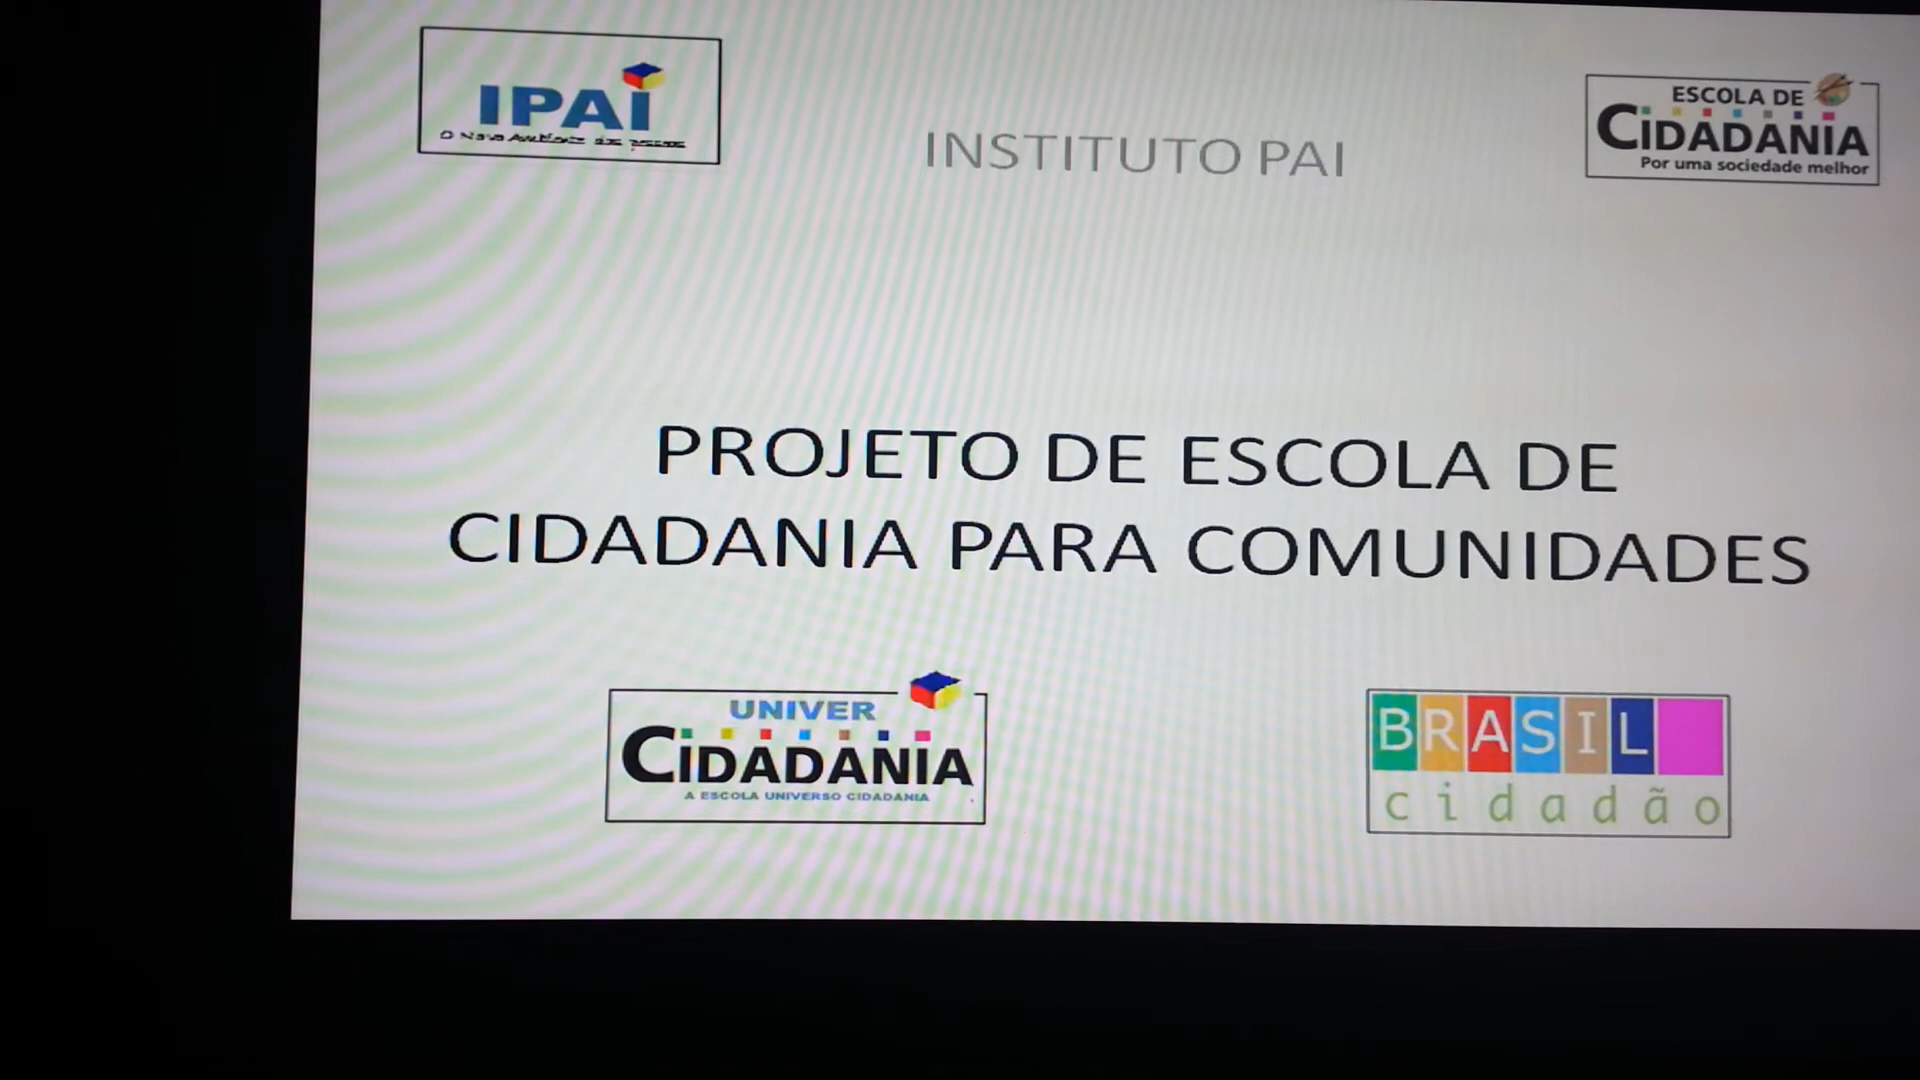 IPAI
INSTITUTO PAI
ESCOLA DE
CIDADANIA
Por uma sociedade melhor
PROJETO DE ESCOLA DE
CIDADANIA PARA COMUNIDADES
UNIVER
CIDADANIA
A ESCOLA UNIVERSO CIDADANIA
BRASIL
cidadão